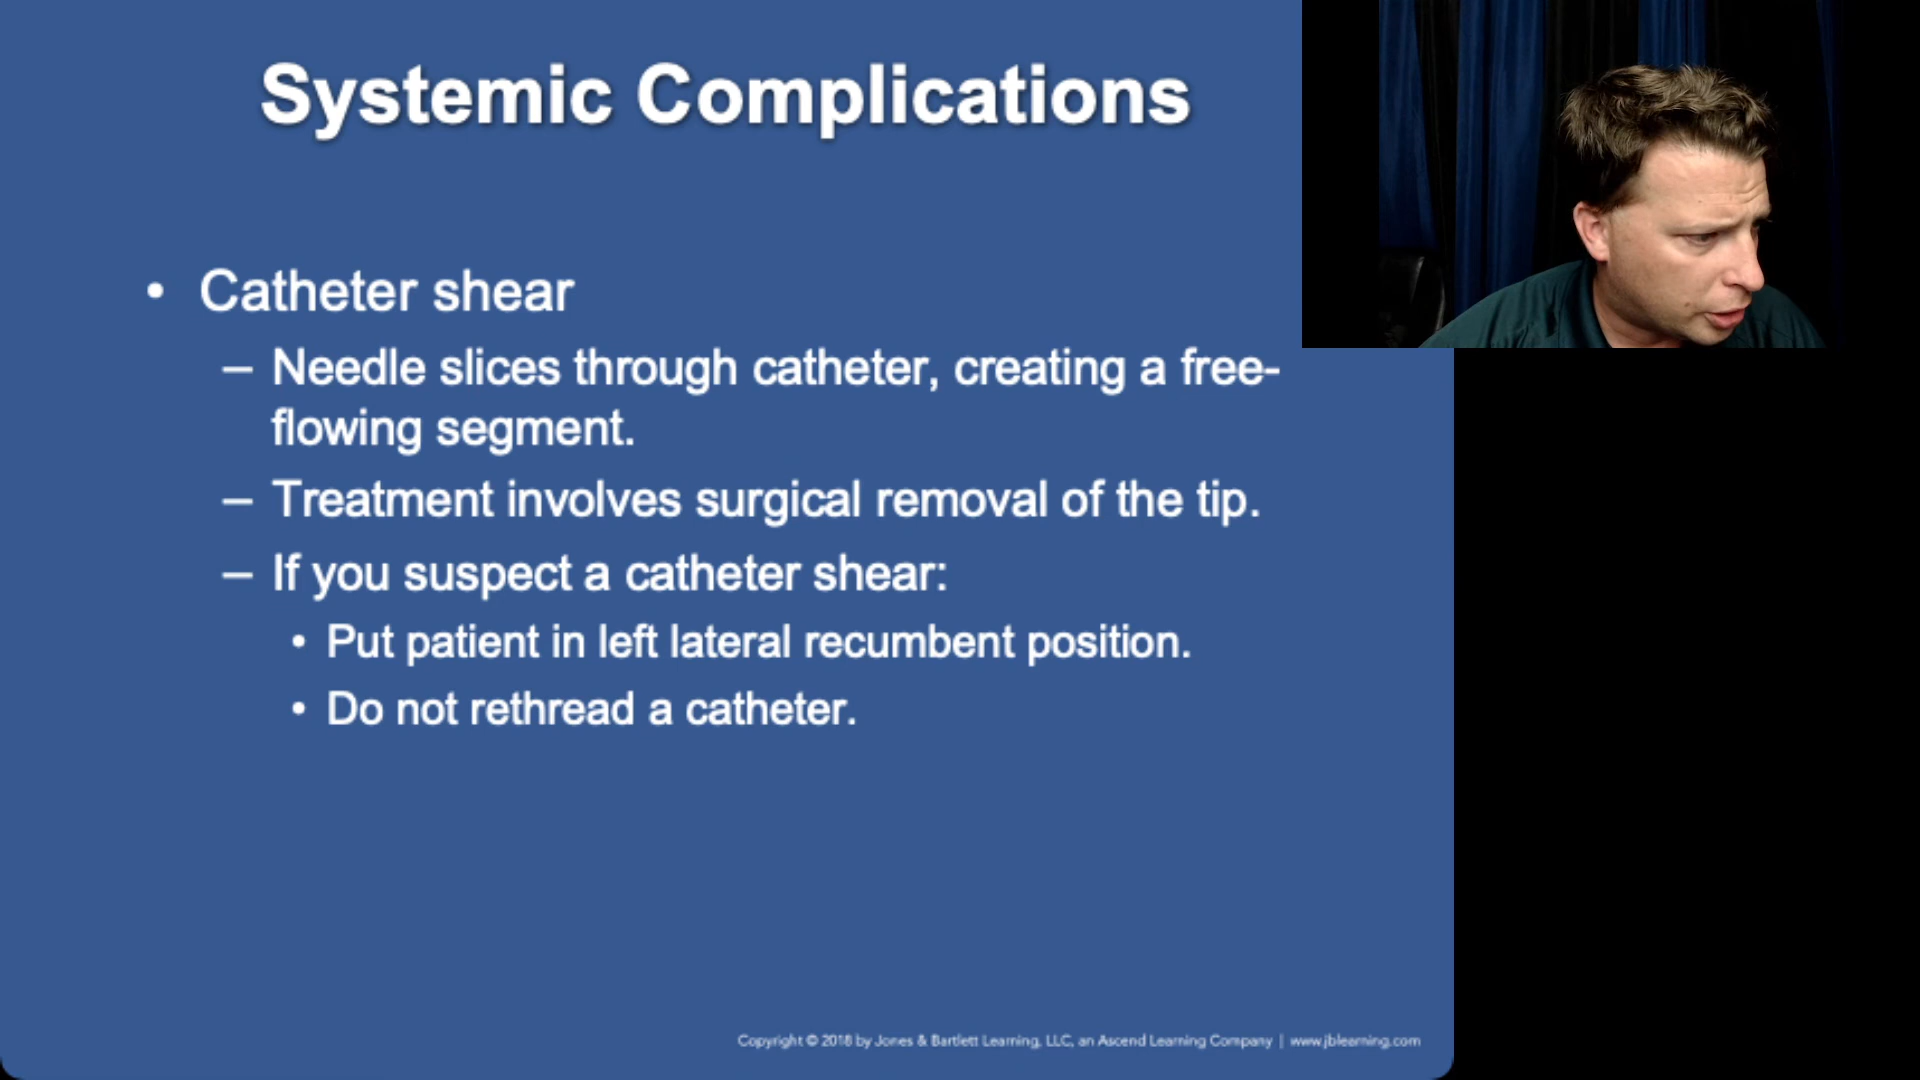 Systemic Complications
• Catheter shear
– Needle slices through catheter, creating a free-
flowing segment.
– Treatment involves surgical removal of the tip.
– If you suspect a catheter shear:
• Put patient in left lateral recumbent position.
• Do not rethread a catheter.
Copyright © 2018 by Jones & Bartlett Learning, LLC, an Ascend Learning Company | www.jblearning.com